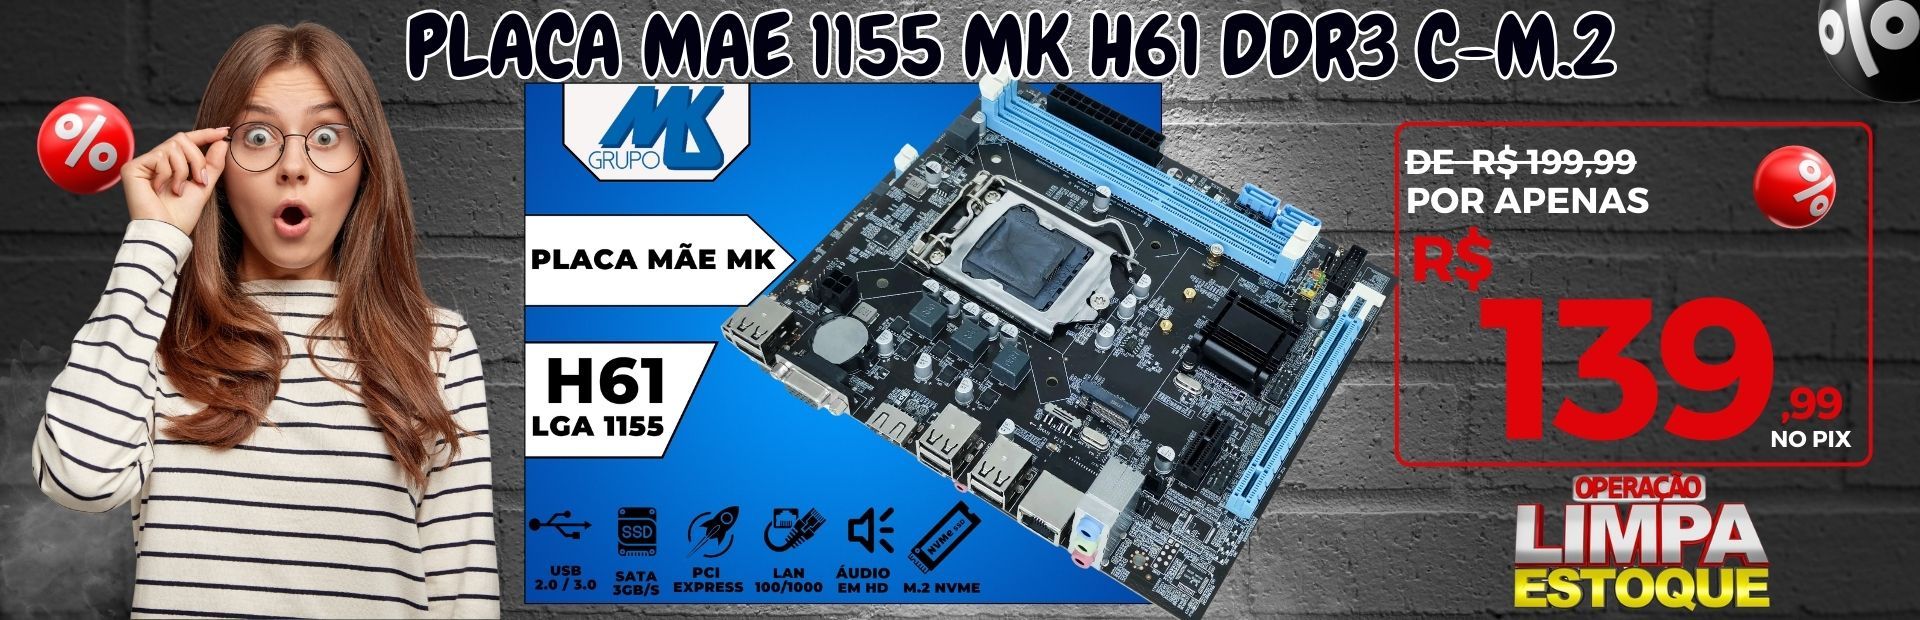 PLACA MAE 1155 MK H61 DDR3 C-M.2
MK
GRUPO
PLACA MÃE MK
H61
LGA 1155
USB
2.0 / 3.0
SSD
SATA
3GB/S
PCI
EXPRESS
LAN
100/1000
ÁUDIO
EM HD
NVMe SSD
M.2 NVME
%
%
DE R$ 199,99
POR APENAS
R$
139,99
NO PIX
%
OPERAÇÃO
LIMPA
ESTOQUE